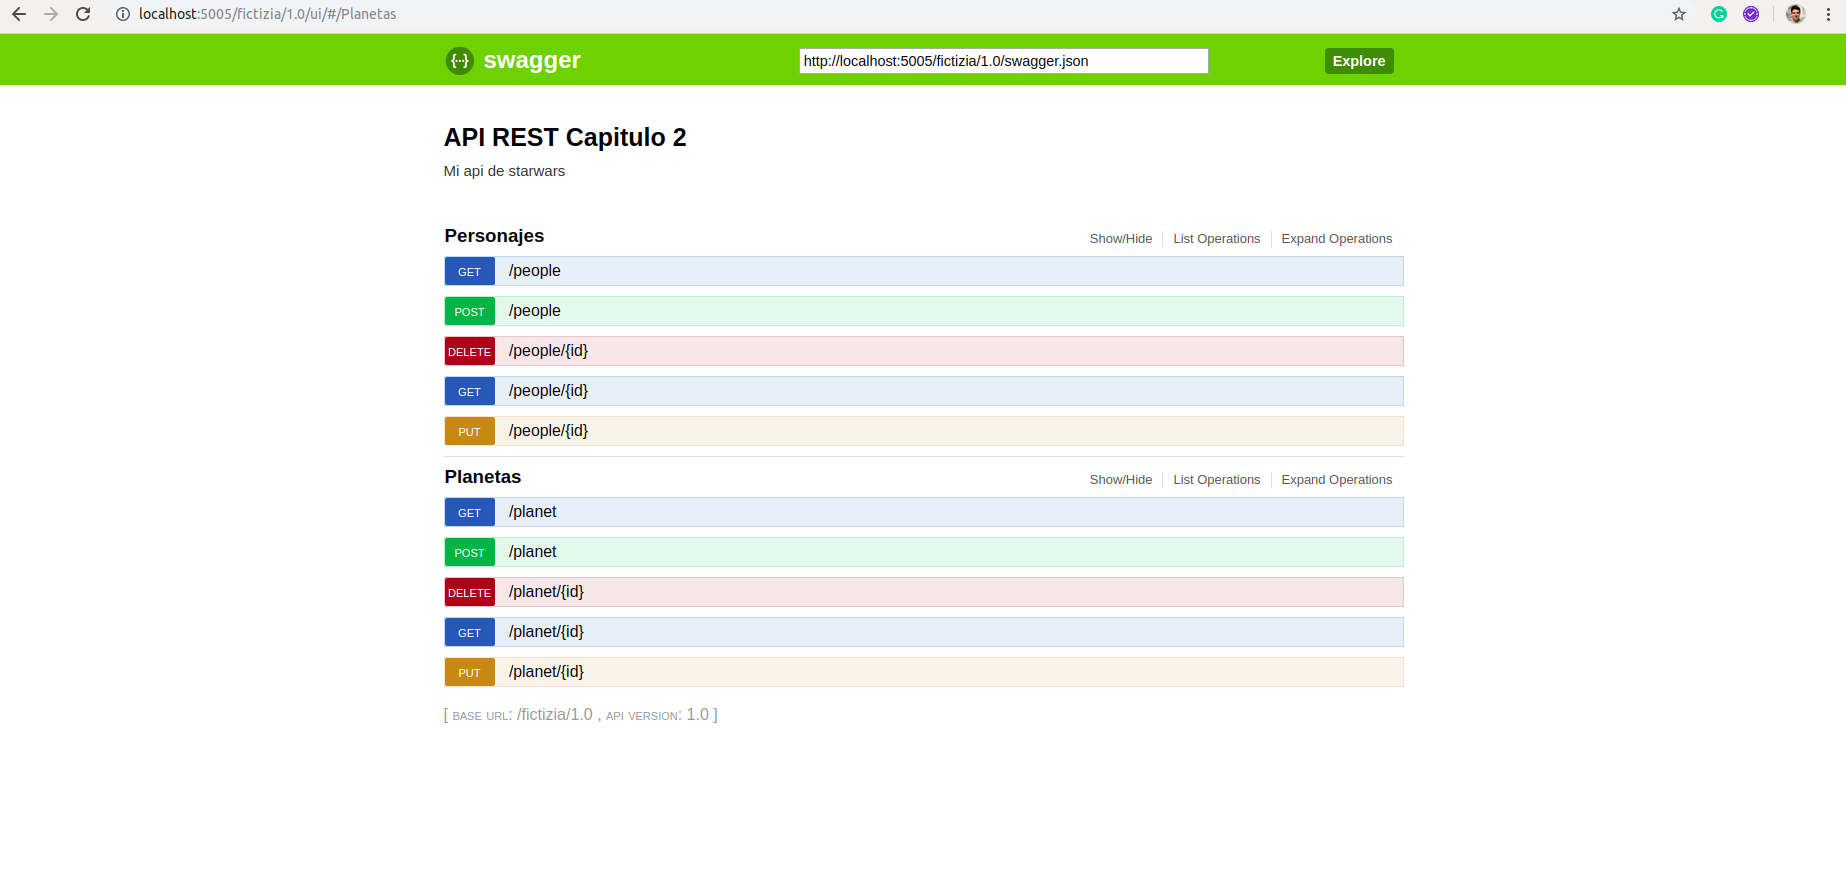 localhost:5005/fictizia/1.0/ui/#/Planetas
swagger http://localhost:5005/fictizia/1.0/swagger.json Explore
API REST Capitulo 2
Mi api de starwars
Personajes Show/Hide List Operations Expand Operations
GET /people
POST /people
DELETE /people/{id}
GET /people/{id}
PUT /people/{id}
Planetas Show/Hide List Operations Expand Operations
GET /planet
POST /planet
DELETE /planet/{id}
GET /planet/{id}
PUT /planet/{id}
[ BASE URL: /fictizia/1.0 , API VERSION: 1.0 ]